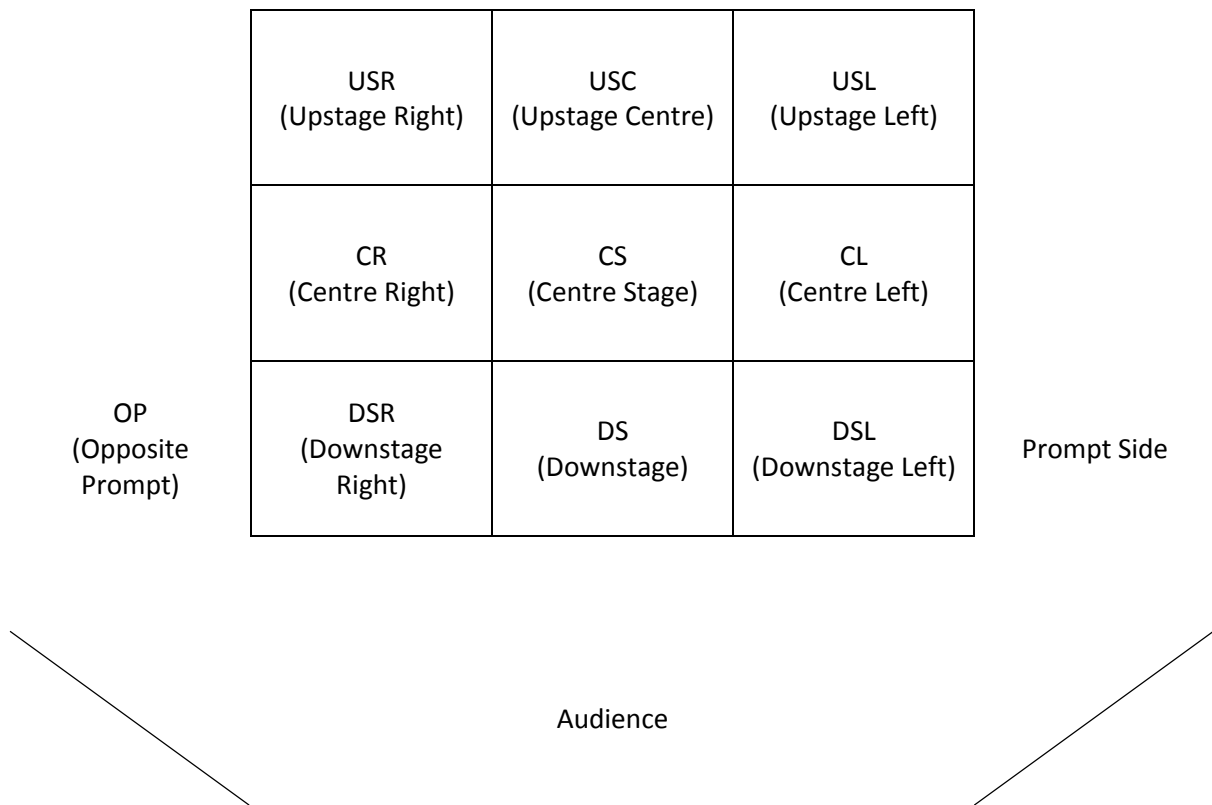 USR
(Upstage Right)
USC
(Upstage Centre)
USL
(Upstage Left)
CR
(Centre Right)
CS
(Centre Stage)
CL
(Centre Left)
OP
(Opposite
Prompt)
DSR
(Downstage
Right)
DS
(Downstage)
DSL
(Downstage Left)
Prompt Side
Audience